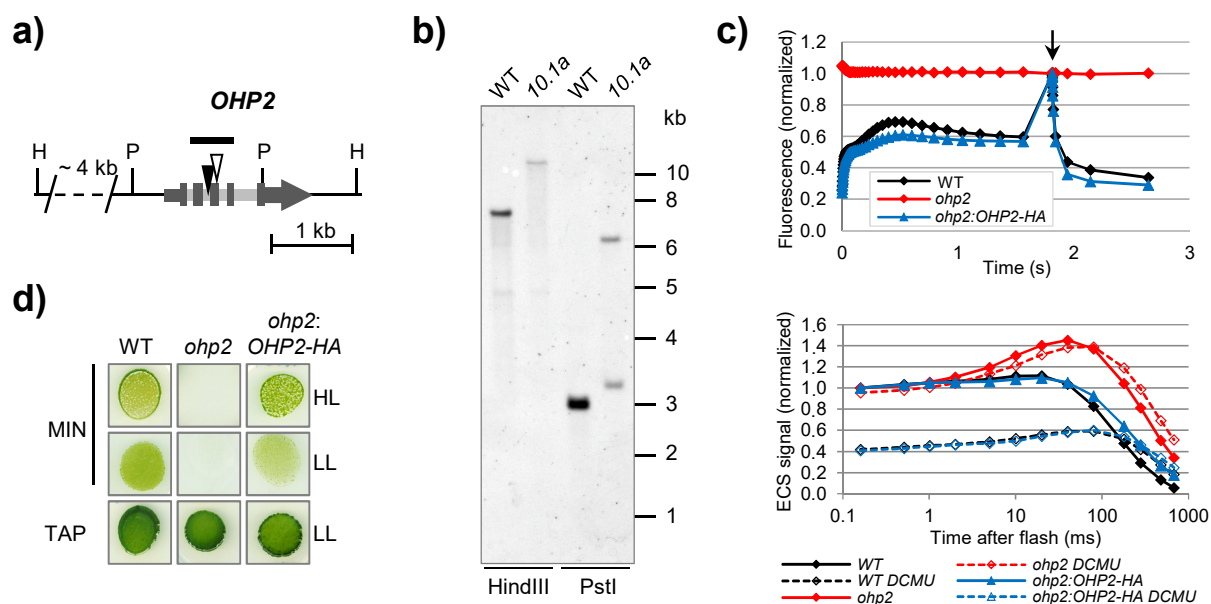 a)
OHP2
H
~ 4 kb
P
P
H
1 kb
b)
WT
10.1a
WT
10.1a
kb
10
8
6
5
4
3
2
1
HindIII
PstI
c)
Fluorescence (normalized)
1.2
1.0
0.8
0.6
0.4
0.2
0.0
0
1
2
3
Time (s)
WT
ohp2
ohp2:OHP2-HA
ECS signal (normalized)
1.6
1.4
1.2
1.0
0.8
0.6
0.4
0.2
0.0
0.1
1
10
100
1000
Time after flash (ms)
WT
WT DCMU
ohp2
ohp2 DCMU
ohp2:OHP2-HA
ohp2:OHP2-HA DCMU
d)
WT
ohp2
ohp2:
OHP2-HA
MIN
HL
LL
TAP
LL